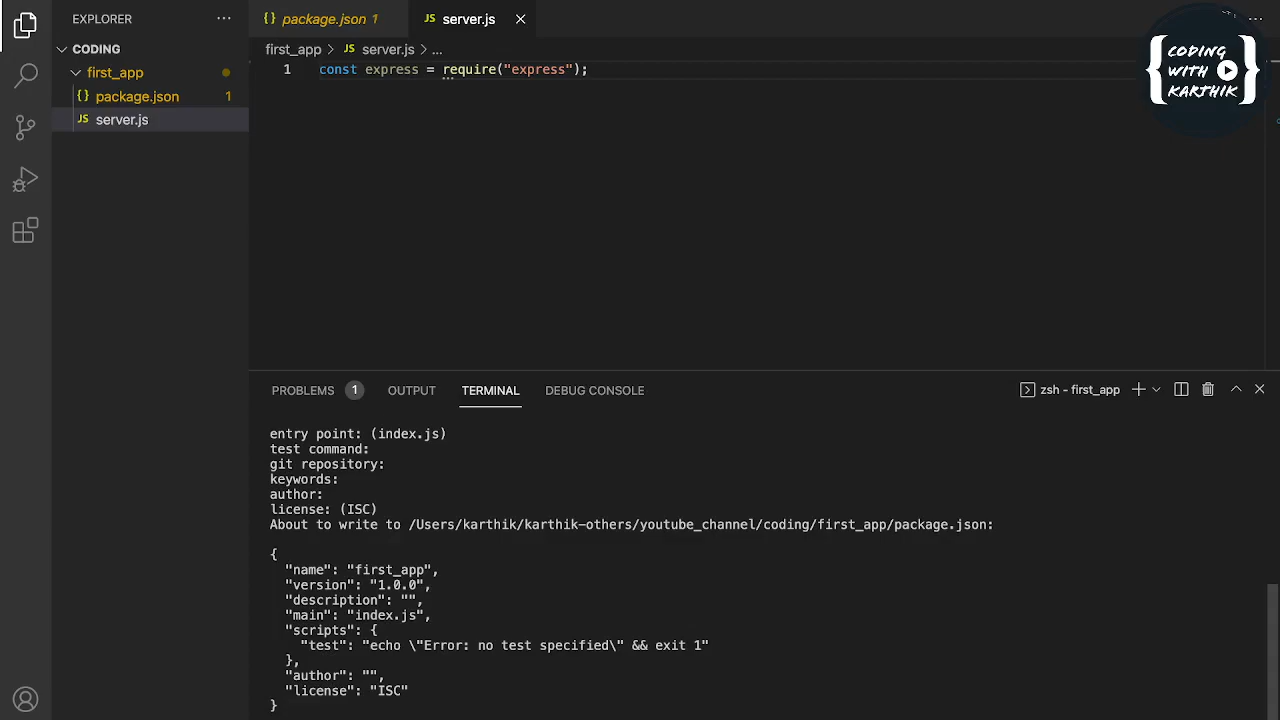 EXPLORER
CODING
first_app
{} package.json 1
JS server.js
{} package.json 1
JS server.js
first_app > JS server.js > ...
1 const express = require("express");
{ CODING WITH KARTHIK }
PROBLEMS 1 OUTPUT TERMINAL DEBUG CONSOLE
zsh - first_app
entry point: (index.js)
test command:
git repository:
keywords:
author:
license: (ISC)
About to write to /Users/karthik/karthik-others/youtube_channel/coding/first_app/package.json:
{
"name": "first_app",
"version": "1.0.0",
"description": "",
"main": "index.js",
"scripts": {
"test": "echo \"Error: no test specified\" && exit 1"
},
"author": "",
"license": "ISC"
}